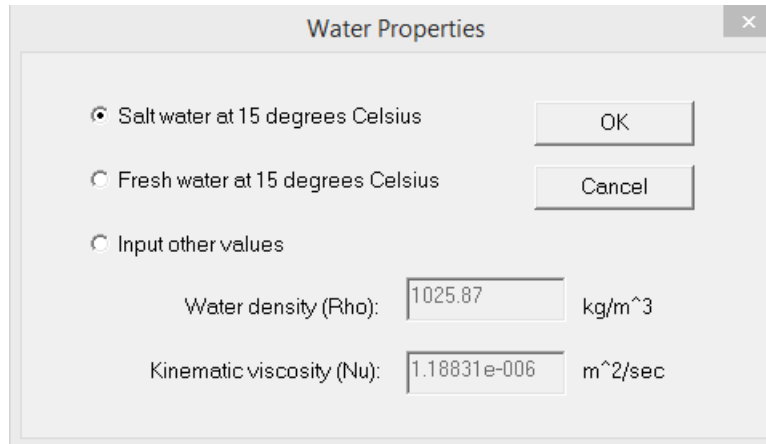 Water Properties
Salt water at 15 degrees Celsius
OK
Fresh water at 15 degrees Celsius
Cancel
Input other values
Water density (Rho): 1025.87 kg/m^3
Kinematic viscosity (Nu): 1.18831e-006 m^2/sec